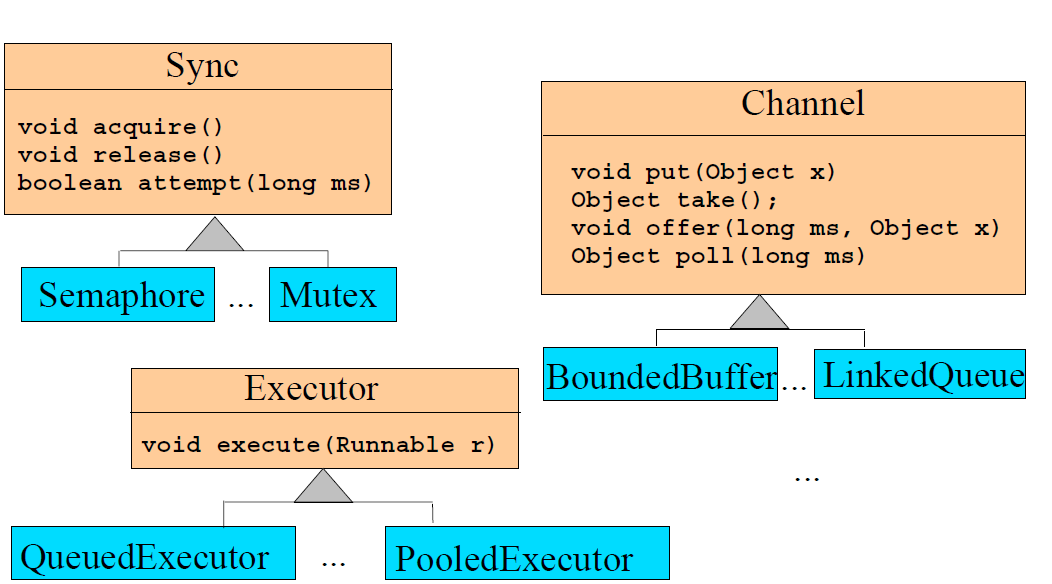 Sync
void acquire()
void release()
boolean attempt(long ms)
Semaphore ... Mutex
Channel
void put(Object x)
Object take();
void offer(long ms, Object x)
Object poll(long ms)
BoundedBuffer ... LinkedQueue
Executor
void execute(Runnable r)
QueuedExecutor ... PooledExecutor
...